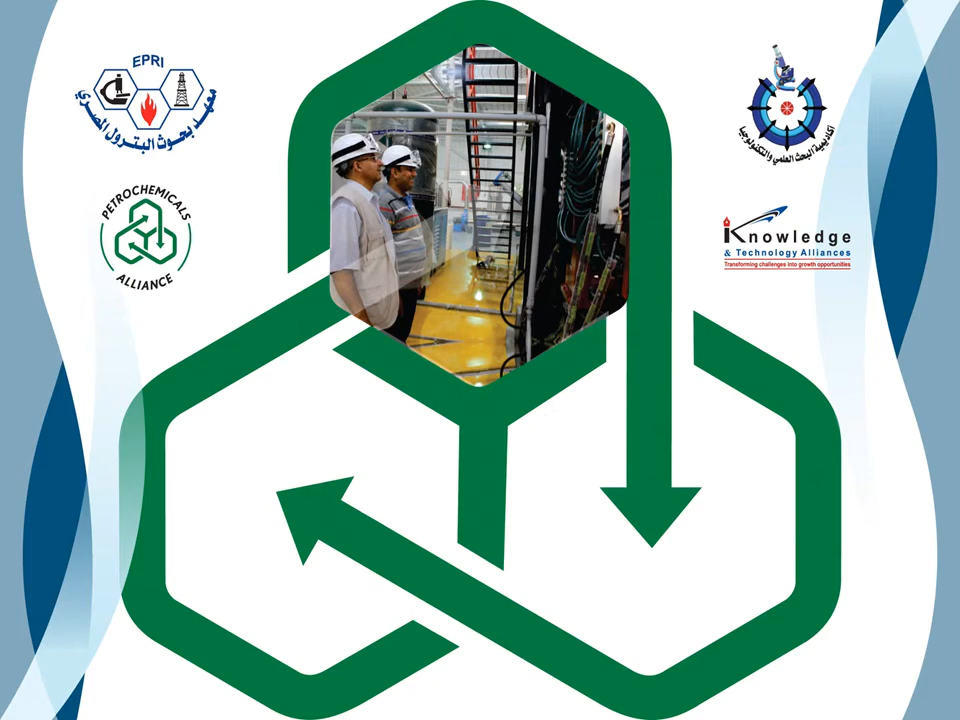 EPRI
معهد بحوث البترول المصري
PETROCHEMICALS
ALLIANCE
أكاديمية البحث العلمي والتكنولوجيا
Knowledge
& Technology Alliances
Transforming challenges into growth opportunities